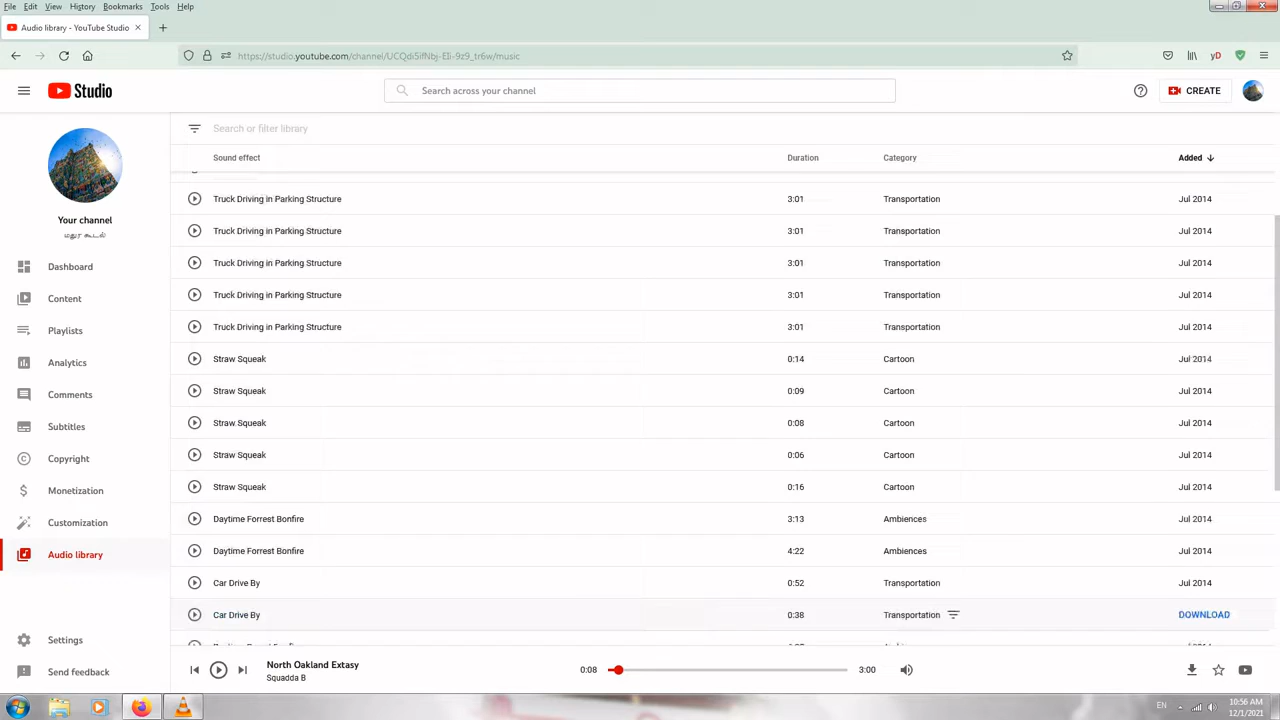 File Edit View History Bookmarks Tools Help
Audio library - YouTube Studio
https://studio.youtube.com/channel/UCQdi5ifNbj-EIi-9z9_tr6w/music
Studio
Search across your channel
CREATE
Your channel
மதுர கூடல்
Dashboard
Content
Playlists
Analytics
Comments
Subtitles
Copyright
Monetization
Customization
Audio library
Settings
Send feedback
Search or filter library
Sound effect Duration Category Added
Truck Driving in Parking Structure 3:01 Transportation Jul 2014
Truck Driving in Parking Structure 3:01 Transportation Jul 2014
Truck Driving in Parking Structure 3:01 Transportation Jul 2014
Truck Driving in Parking Structure 3:01 Transportation Jul 2014
Truck Driving in Parking Structure 3:01 Transportation Jul 2014
Straw Squeak 0:14 Cartoon Jul 2014
Straw Squeak 0:09 Cartoon Jul 2014
Straw Squeak 0:08 Cartoon Jul 2014
Straw Squeak 0:06 Cartoon Jul 2014
Straw Squeak 0:16 Cartoon Jul 2014
Daytime Forrest Bonfire 3:13 Ambiences Jul 2014
Daytime Forrest Bonfire 4:22 Ambiences Jul 2014
Car Drive By 0:52 Transportation Jul 2014
Car Drive By 0:38 Transportation DOWNLOAD
North Oakland Extasy
Squadda B
0:08 3:00
EN
10:56 AM
12/1/2021